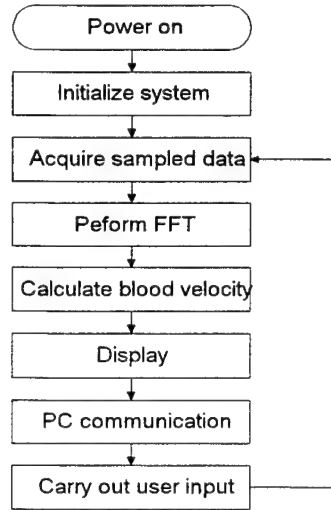 Power on
Initialize system
Acquire sampled data
Peform FFT
Calculate blood velocity
Display
PC communication
Carry out user input